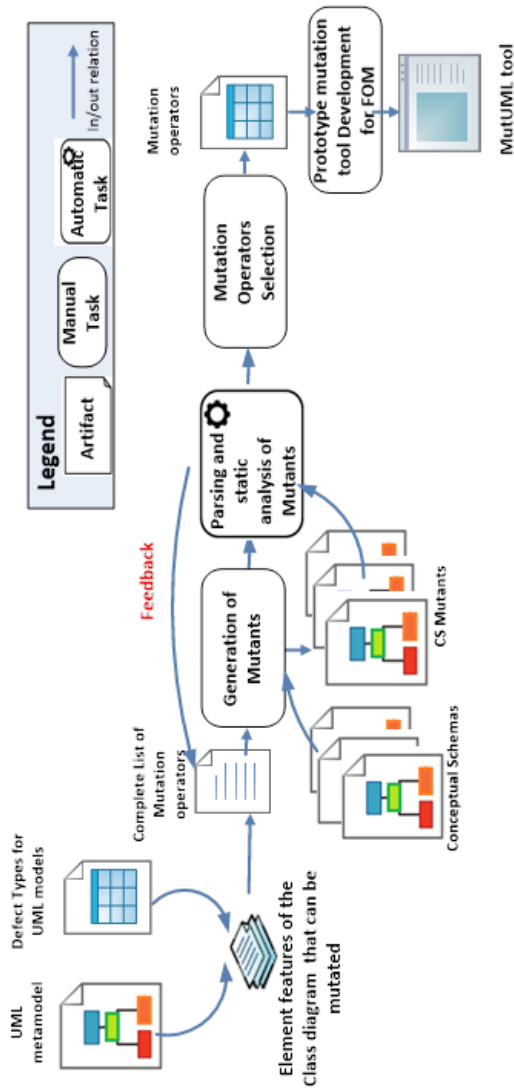 Legend
Artifact
Manual
Task
Automatic
Task
In/out relation
UML
metamodel
Defect Types for
UML models
Element features of the
Class diagram that can be
mutated
Complete List of
Mutation
operators
Feedback
Generation of
Mutants
Conceptual Schemas
CS Mutants
Parsing and
static
analysis of
Mutants
Mutation
Operators
Selection
Mutation
operators
Prototype mutation
tool Development
for FOM
MutUML tool